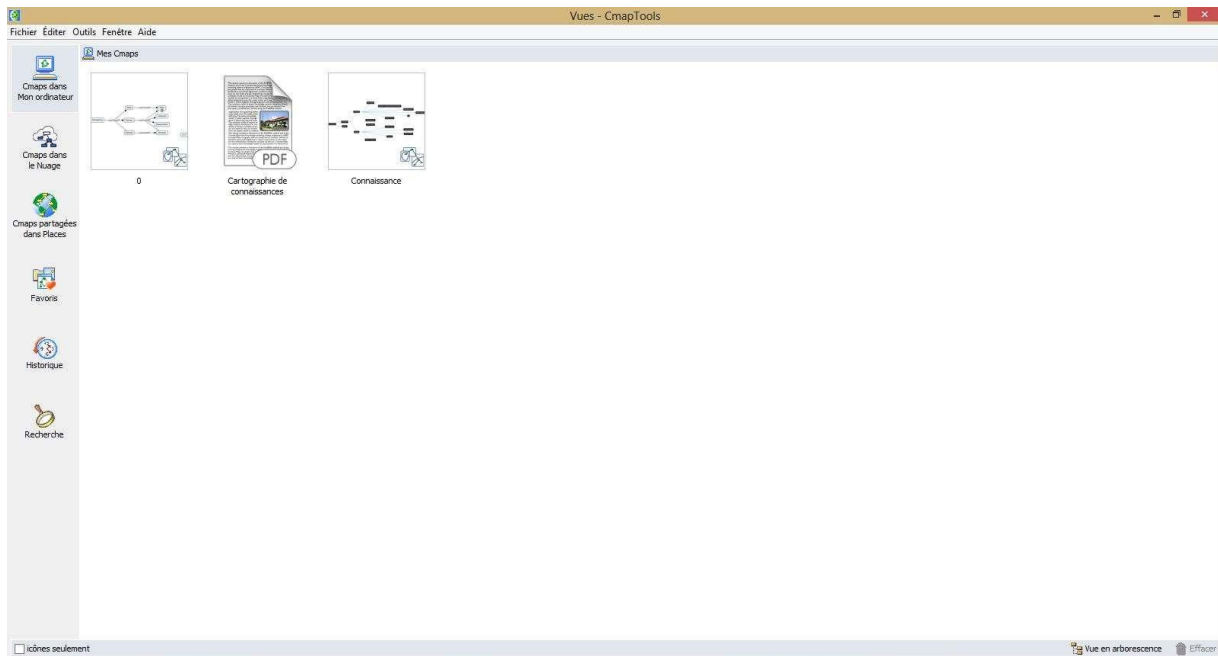 Vues - CmapTools
Fichier Éditer Outils Fenêtre Aide
Mes Cmaps
Cmaps dans
Mon ordinateur
Cmaps dans
le Nuage
Cmaps partagées
dans Places
Favoris
Historique
Recherche
0
PDF
Cartographie de
connaissances
Connaissance
icônes seulement
Vue en arborescence
Effacer